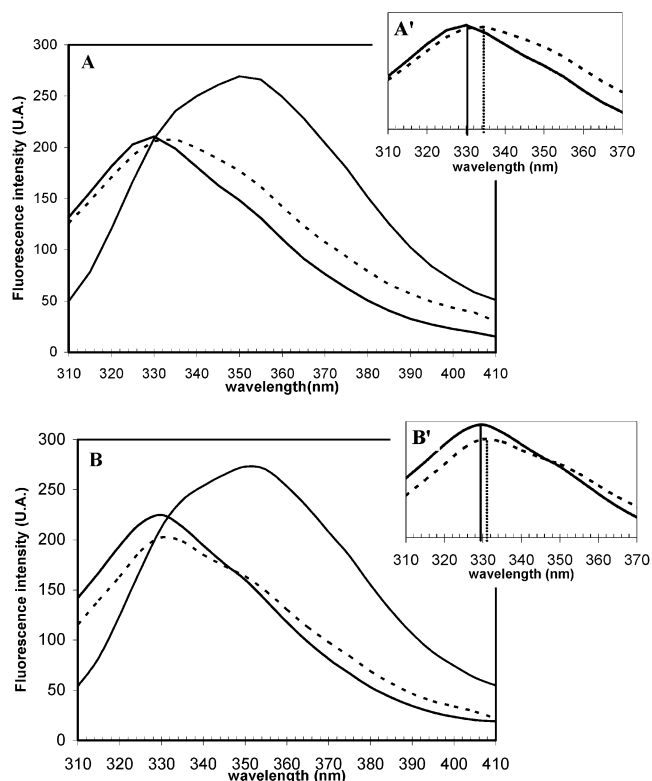 A
A'
300
250
200
150
100
50
0
Fluorescence intensity (U.A.)
310 320 330 340 350 360 370
wavelength (nm)
310 320 330 340 350 360 370 380 390 400 410
wavelength(nm)
B
B'
300
250
200
150
100
50
0
Fluorescence intensity (U.A.)
310 320 330 340 350 360 370
wavelength (nm)
310 320 330 340 350 360 370 380 390 400 410
wavelength (nm)